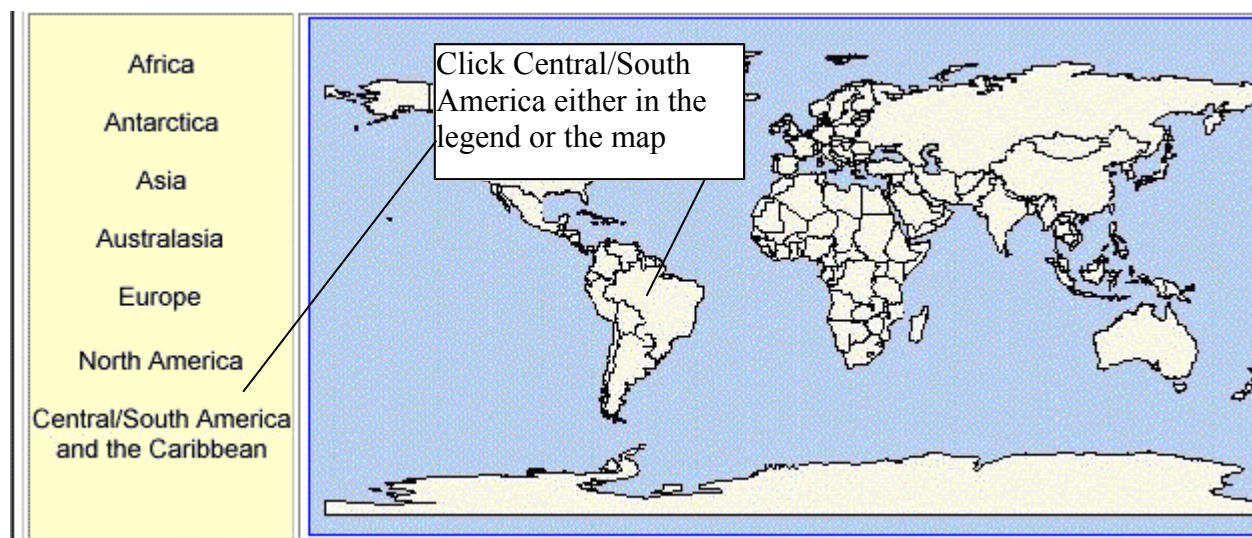 Africa
Antarctica
Asia
Australasia
Europe
North America
Central/South America
and the Caribbean
Click Central/South
America either in the
legend or the map